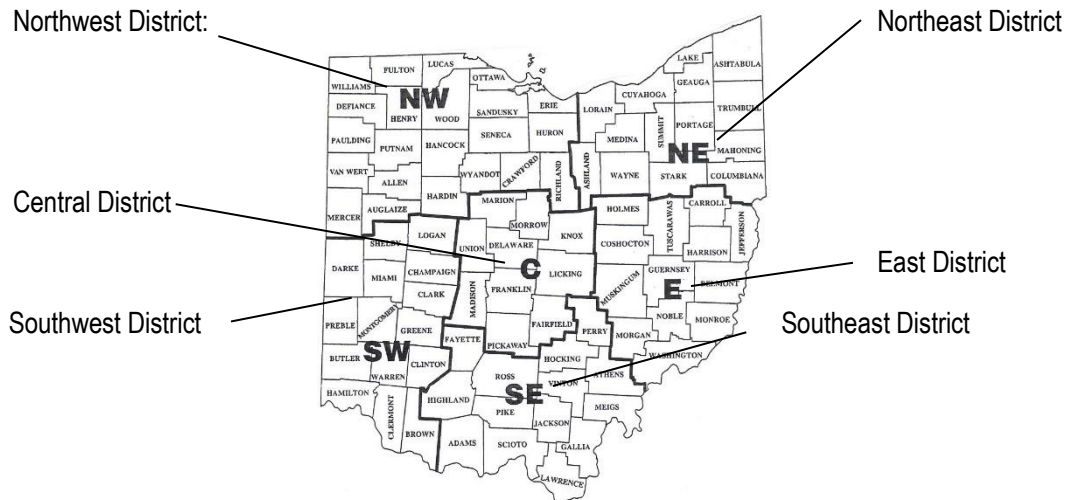 Northwest District:
Northeast District
LUCAS
FULTON
WILLIAMS
OTTAWA
LAKE
ASHTABULA
GEAUGA
CUYAHOGA
NW
DEFIANCE
HENRY
WOOD
SANDUSKY
ERIE
LORAIN
TRUMBULL
PORTAGE
SUMMIT
PAULDING
SENECA
HURON
MEDINA
PUTNAM
HANCOCK
NE
MAHONING
VAN WERT
ALLEN
WYANDOT
CRAWFORD
RICHLAND
ASHLAND
WAYNE
STARK
COLUMBIANA
Central District
HARDIN
MERCER
AUGLAIZE
MARION
MORROW
HOLMES
CARROLL
TUSCARAWAS
JEFFERSON
LOGAN
SHELBY
UNION
DELAWARE
KNOX
COSHOCTON
HARRISON
DARKE
MIAMI
CHAMPAIGN
C
LICKING
GUERNSEY
BELMONT
East District
CLARK
MADISON
FRANKLIN
MUSKINGUM
E
Southwest District
PREBLE
MONTGOMERY
GREENE
FAYETTE
PICKAWAY
FAIRFIELD
PERRY
MORGAN
NOBLE
MONROE
Southeast District
BUTLER
SW
WARREN
CLINTON
HOCKING
WASHINGTON
ATHENS
ROSS
VINTON
SE
HAMILTON
CLERMONT
HIGHLAND
PIKE
MEIGS
JACKSON
BROWN
ADAMS
SCIOTO
GALLIA
LAWRENCE